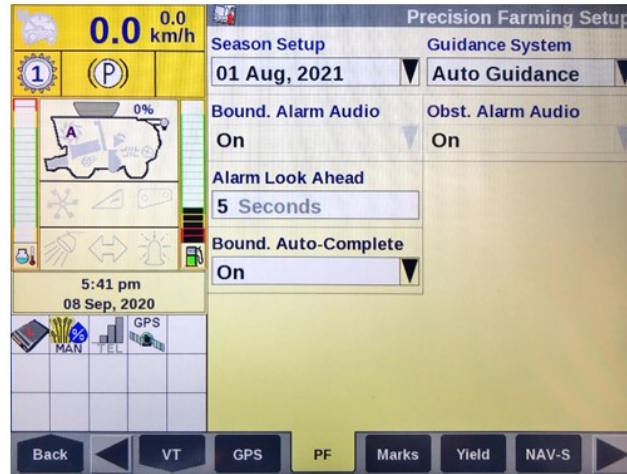 0.0 0.0 km/h
1 (P)
0%
A
5:41 pm
08 Sep, 2020
GPS
MAN TEL
Precision Farming Setup
Season Setup Guidance System
01 Aug, 2021 Auto Guidance
Bound. Alarm Audio Obst. Alarm Audio
On On
Alarm Look Ahead
5 Seconds
Bound. Auto-Complete
On
Back VT GPS PF Marks Yield NAV-S